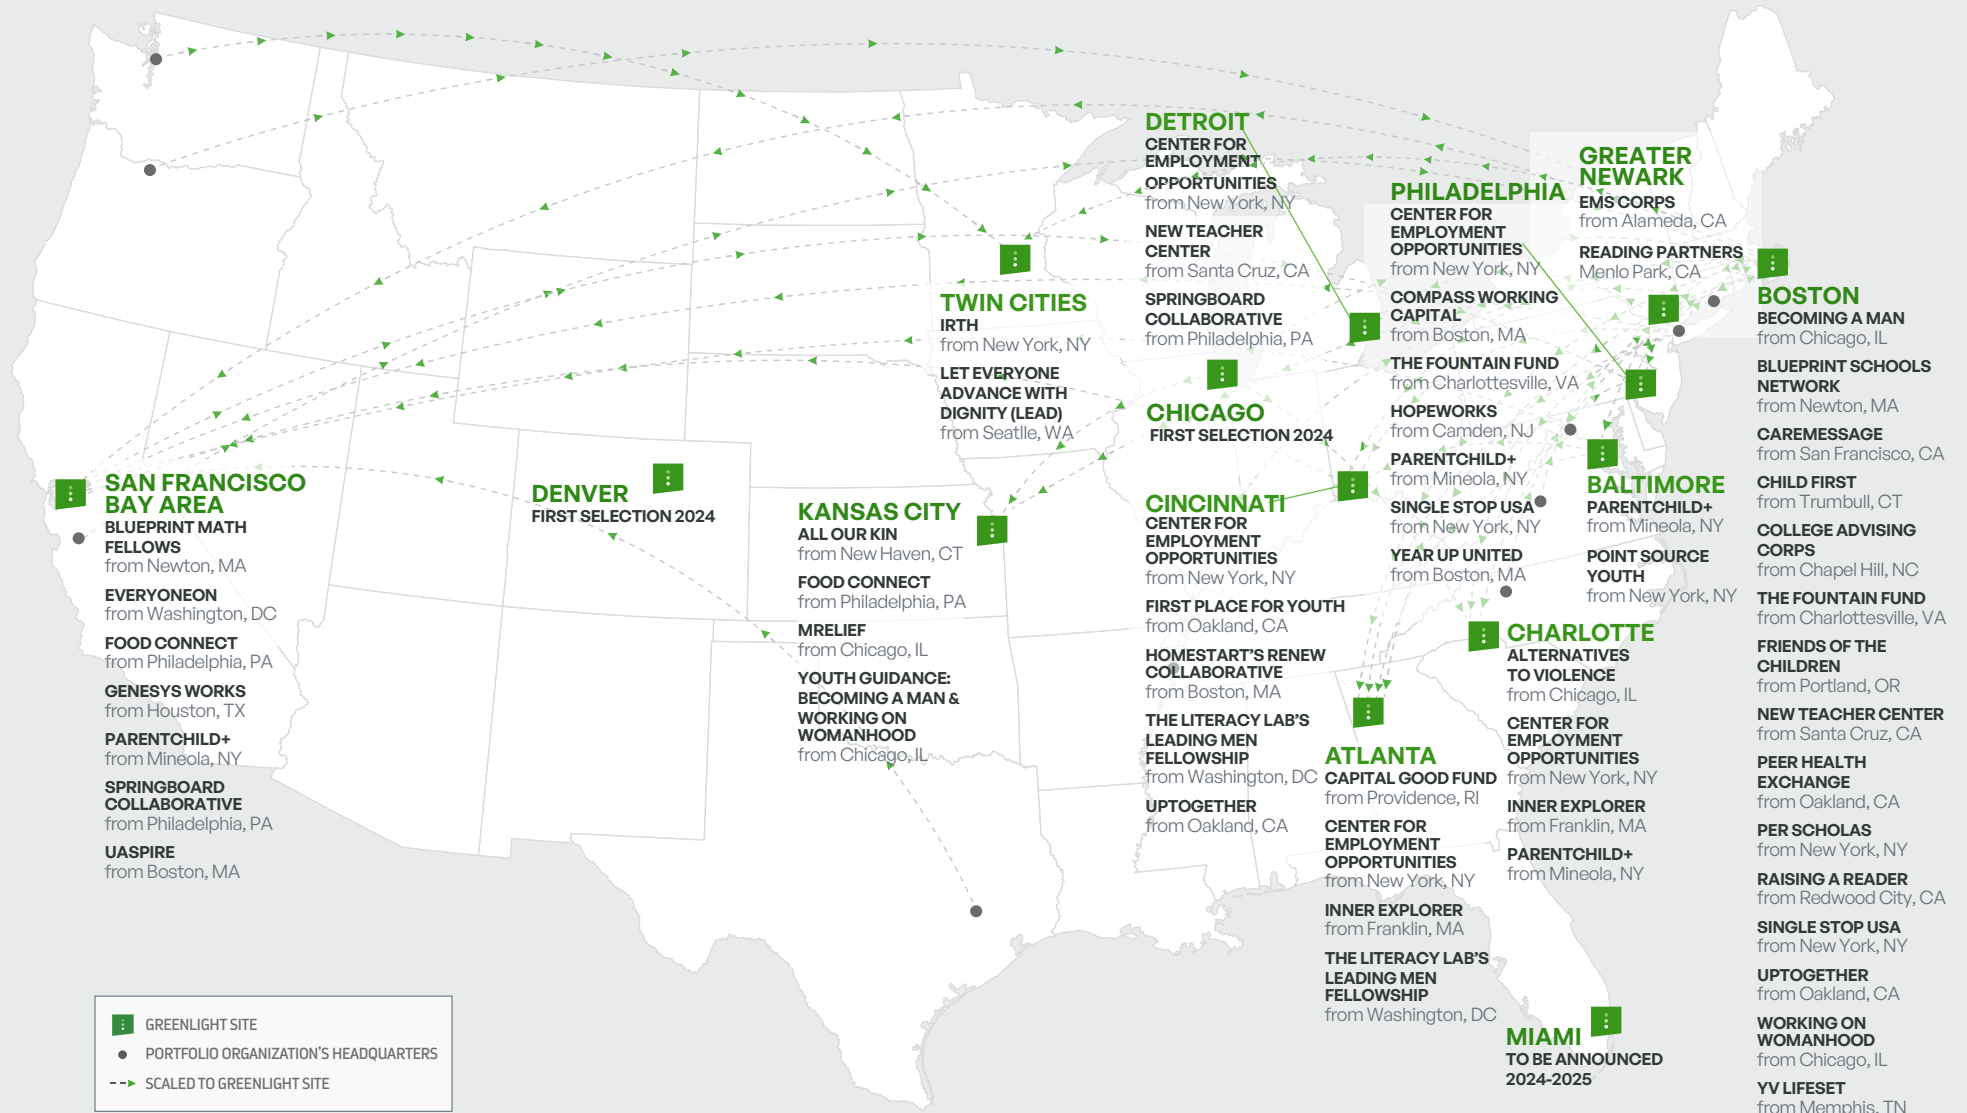 SAN FRANCISCO
BAY AREA
BLUEPRINT MATH
FELLOWS
from Newton, MA
EVERYONEON
from Washington, DC
FOOD CONNECT
from Philadelphia, PA
GENESYS WORKS
from Houston, TX
PARENTCHILD+
from Mineola, NY
SPRINGBOARD
COLLABORATIVE
from Philadelphia, PA
UASPIRE
from Boston, MA
DENVER
FIRST SELECTION 2024
KANSAS CITY
ALL OUR KIN
from New Haven, CT
FOOD CONNECT
from Philadelphia, PA
MRELIEF
from Chicago, IL
YOUTH GUIDANCE:
BECOMING A MAN &
WORKING ON
WOMANHOOD
from Chicago, IL
TWIN CITIES
IRTH
from New York, NY
LET EVERYONE
ADVANCE WITH
DIGNITY (LEAD)
from Seatlle, WA
DETROIT
CENTER FOR
EMPLOYMENT
OPPORTUNITIES
from New York, NY
NEW TEACHER
CENTER
from Santa Cruz, CA
SPRINGBOARD
COLLABORATIVE
from Philadelphia, PA
CHICAGO
FIRST SELECTION 2024
CINCINNATI
CENTER FOR
EMPLOYMENT
OPPORTUNITIES
from New York, NY
FIRST PLACE FOR YOUTH
from Oakland, CA
HOMESTART'S RENEW
COLLABORATIVE
from Boston, MA
THE LITERACY LAB'S
LEADING MEN
FELLOWSHIP
from Washington, DC
UPTOGETHER
from Oakland, CA
PHILADELPHIA
CENTER FOR
EMPLOYMENT
OPPORTUNITIES
from New York, NY
COMPASS WORKING
CAPITAL
from Boston, MA
THE FOUNTAIN FUND
from Charlottesville, VA
HOPEWORKS
from Camden, NJ
PARENTCHILD+
from Mineola, NY
SINGLE STOP USA
from New York, NY
YEAR UP UNITED
from Boston, MA
GREATER
NEWARK
EMS CORPS
from Alameda, CA
READING PARTNERS
Menlo Park, CA
BALTIMORE
PARENTCHILD+
from Mineola, NY
POINT SOURCE
YOUTH
from New York, NY
CHARLOTTE
ALTERNATIVES
TO VIOLENCE
from Chicago, IL
CENTER FOR
EMPLOYMENT
OPPORTUNITIES
from New York, NY
INNER EXPLORER
from Franklin, MA
PARENTCHILD+
from Mineola, NY
ATLANTA
CAPITAL GOOD FUND
from Providence, RI
CENTER FOR
EMPLOYMENT
OPPORTUNITIES
from New York, NY
INNER EXPLORER
from Franklin, MA
THE LITERACY LAB'S
LEADING MEN
FELLOWSHIP
from Washington, DC
MIAMI
TO BE ANNOUNCED
2024-2025
BOSTON
BECOMING A MAN
from Chicago, IL
BLUEPRINT SCHOOLS
NETWORK
from Newton, MA
CAREMESSAGE
from San Francisco, CA
CHILD FIRST
from Trumbull, CT
COLLEGE ADVISING
CORPS
from Chapel Hill, NC
THE FOUNTAIN FUND
from Charlottesville, VA
FRIENDS OF THE
CHILDREN
from Portland, OR
NEW TEACHER CENTER
from Santa Cruz, CA
PEER HEALTH
EXCHANGE
from Oakland, CA
PER SCHOLAS
from New York, NY
RAISING A READER
from Redwood City, CA
SINGLE STOP USA
from New York, NY
UPTOGETHER
from Oakland, CA
WORKING ON
WOMANHOOD
from Chicago, IL
YV LIFESET
from Memphis, TN
GREENLIGHT SITE
PORTFOLIO ORGANIZATION'S HEADQUARTERS
SCALED TO GREENLIGHT SITE